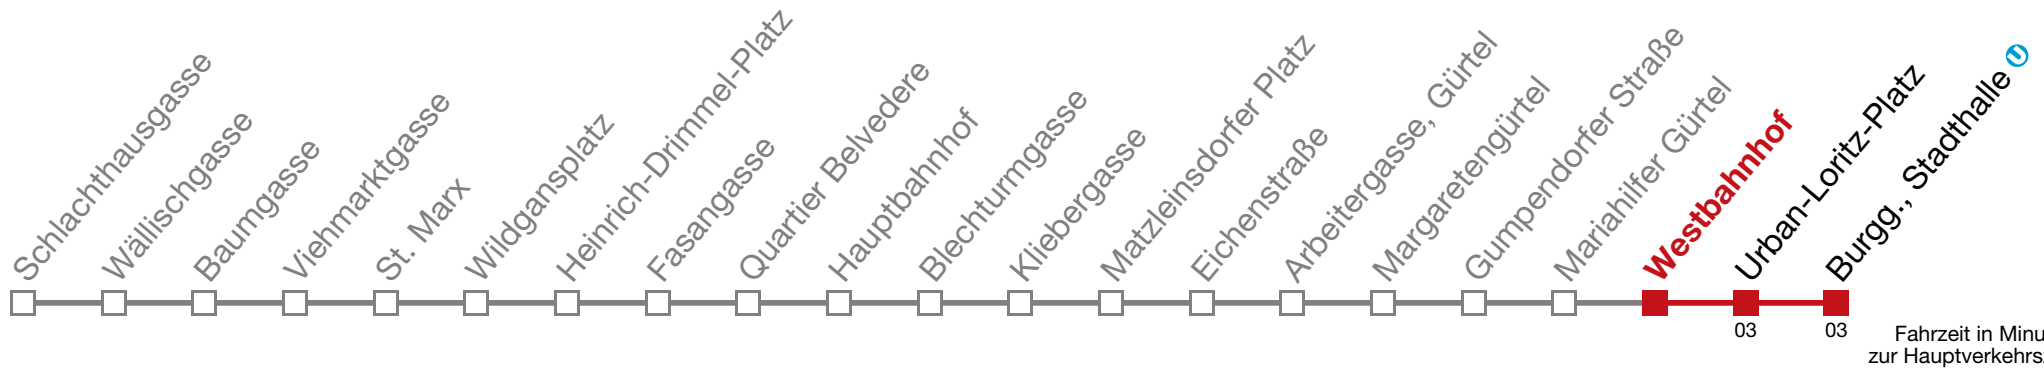 Schlachthausgasse
Wällischgasse
Baumgasse
Viehmarktgasse
St. Marx
Wildgansplatz
Heinrich-Drimmel-Platz
Fasangasse
Quartier Belvedere
Hauptbahnhof
Blechturmgasse
Kliebergasse
Matzleinsdorfer Platz
Eichenstraße
Arbeitergasse, Gürtel
Margaretengürtel
Gumpendorfer Straße
Mariahilfer Gürtel
Westbahnhof
Urban-Loritz-Platz
Burgg., Stadthalle U
03
03
Fahrzeit in Minu
zur Hauptverkehrs